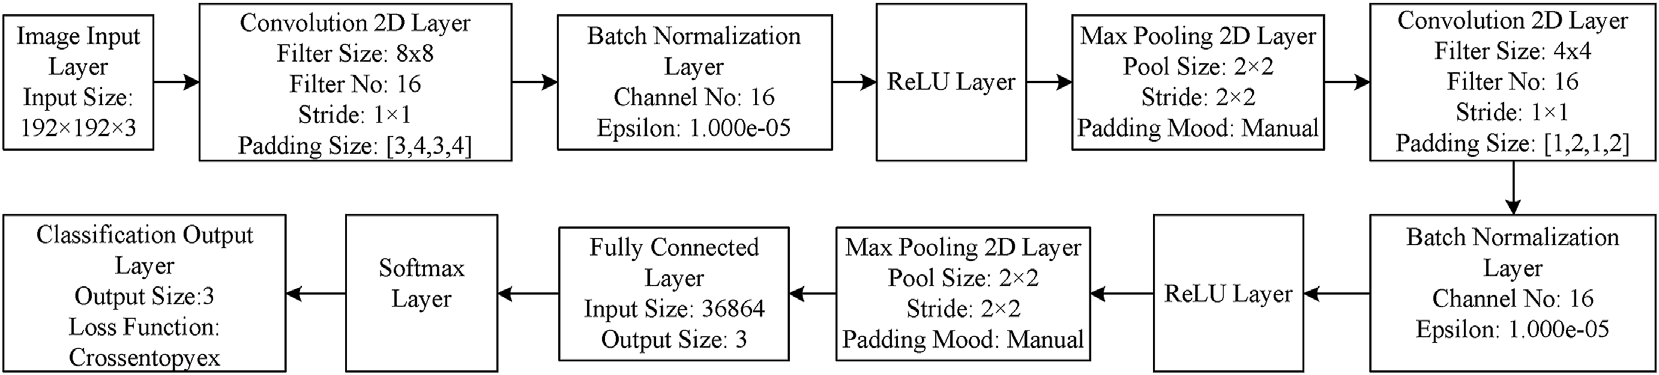 Image Input
Layer
Input Size:
192×192×3
Convolution 2D Layer
Filter Size: 8x8
Filter No: 16
Stride: 1×1
Padding Size: [3,4,3,4]
Batch Normalization
Layer
Channel No: 16
Epsilon: 1.000e-05
ReLU Layer
Max Pooling 2D Layer
Pool Size: 2×2
Stride: 2×2
Padding Mood: Manual
Convolution 2D Layer
Filter Size: 4x4
Filter No: 16
Stride: 1×1
Padding Size: [1,2,1,2]
Batch Normalization
Layer
Channel No: 16
Epsilon: 1.000e-05
ReLU Layer
Max Pooling 2D Layer
Pool Size: 2×2
Stride: 2×2
Padding Mood: Manual
Fully Connected
Layer
Input Size: 36864
Output Size: 3
Softmax
Layer
Classification Output
Layer
Output Size:3
Loss Function:
Crossentopyex